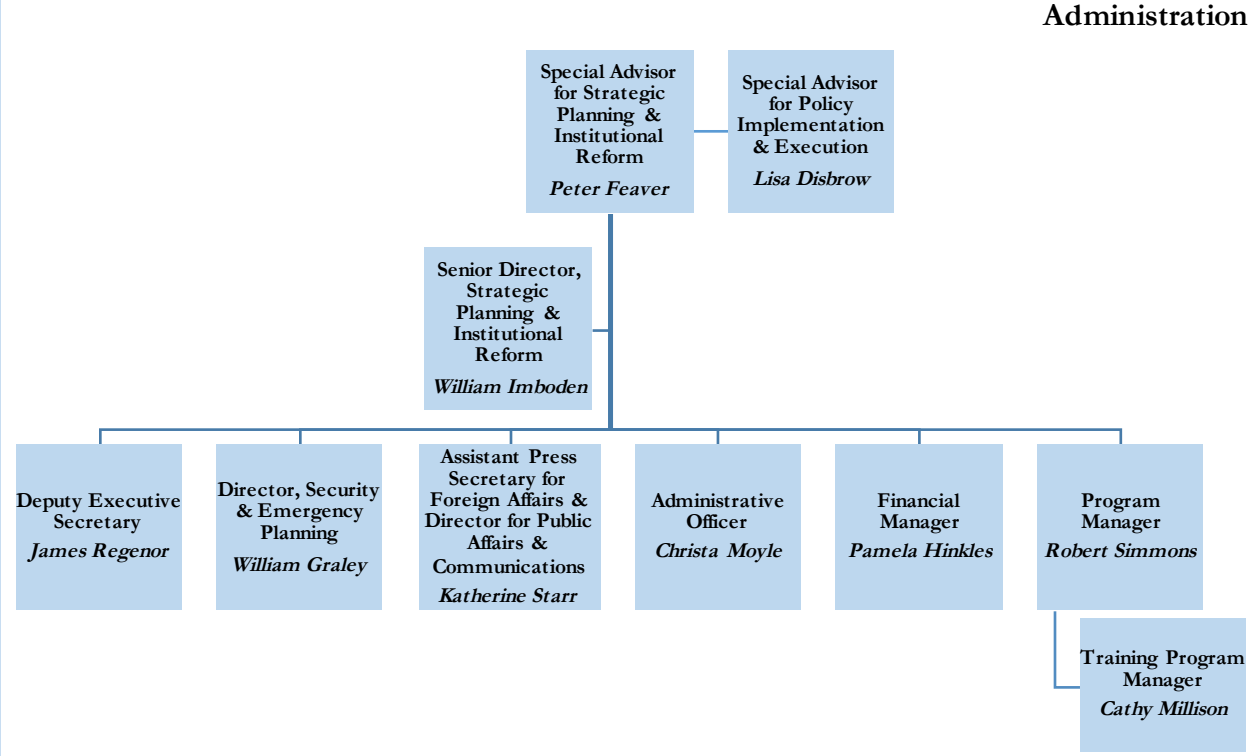 Administration
Special Advisor
for Strategic
Planning &
Institutional
Reform
Peter Feaver
Special Advisor
for Policy
Implementation
& Execution
Lisa Disbrow
Senior Director,
Strategic
Planning &
Institutional
Reform
William Imboden
Deputy Executive
Secretary
James Regenor
Director, Security
& Emergency
Planning
William Graley
Assistant Press
Secretary for
Foreign Affairs &
Director for Public
Affairs &
Communications
Katherine Starr
Administrative
Officer
Christa Moyle
Financial
Manager
Pamela Hinkles
Program
Manager
Robert Simmons
Training Program
Manager
Cathy Millison